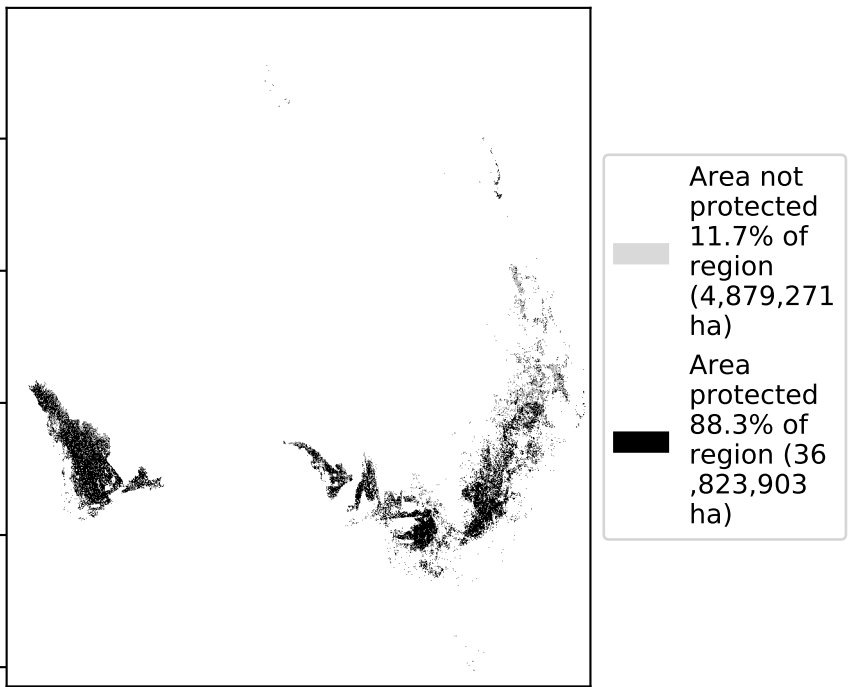 Area not
protected
11.7% of
region
(4,879,271
ha)
Area
protected
88.3% of
region (36
,823,903
ha)